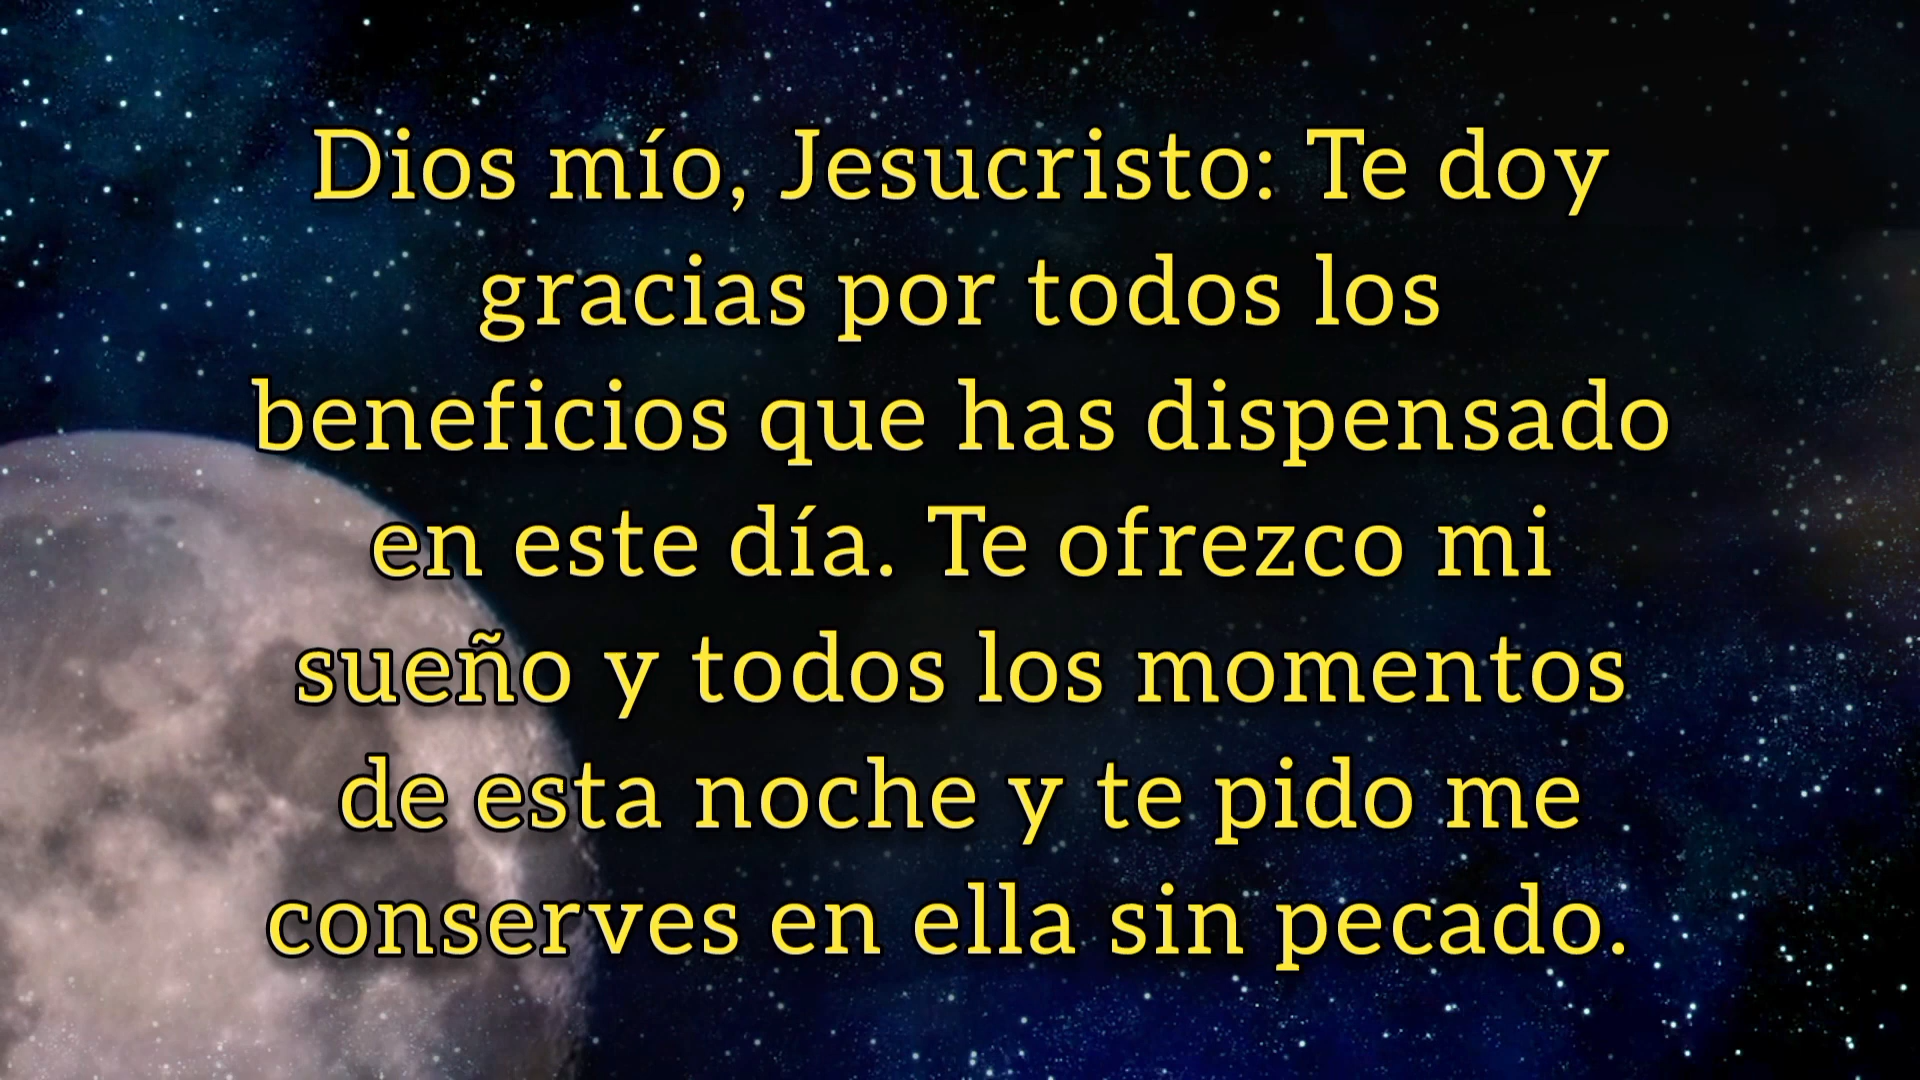 Dios mío, Jesucristo: Te doy
gracias por todos los
beneficios que has dispensado
en este día. Te ofrezco mi
sueño y todos los momentos
de esta noche y te pido me
conserves en ella sin pecado.